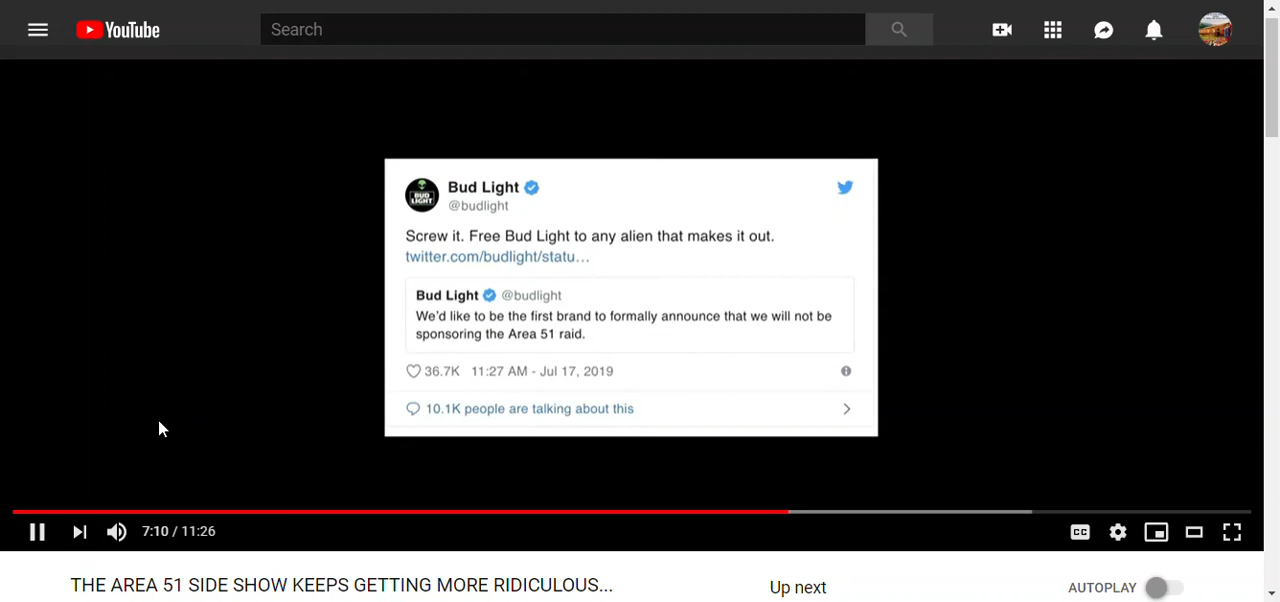 YouTube
Search
BUD
LIGHT
Bud Light
@budlight
Screw it. Free Bud Light to any alien that makes it out.
twitter.com/budlight/statu…
Bud Light @budlight
We'd like to be the first brand to formally announce that we will not be
sponsoring the Area 51 raid.
36.7K 11:27 AM - Jul 17, 2019
10.1K people are talking about this
7:10 / 11:26
CC
THE AREA 51 SIDE SHOW KEEPS GETTING MORE RIDICULOUS...
Up next
AUTOPLAY